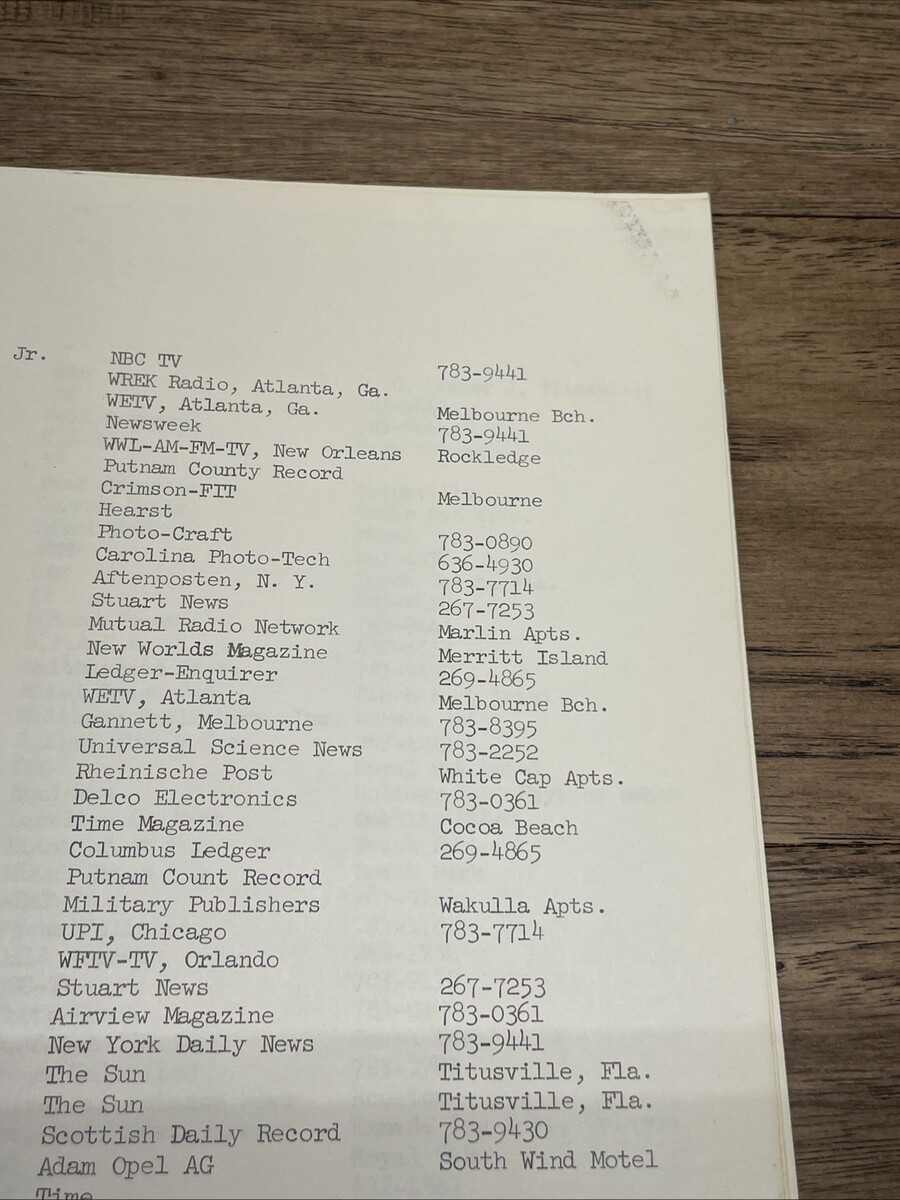 Jr. NBC TV 783-9441
WREK Radio, Atlanta, Ga.
WETV, Atlanta, Ga. Melbourne Bch.
Newsweek 783-9441
WWL-AM-FM-TV, New Orleans Rockledge
Putnam County Record
Crimson-FIT Melbourne
Hearst
Photo-Craft 783-0890
Carolina Photo-Tech 636-4930
Aftenposten, N. Y. 783-7714
Stuart News 267-7253
Mutual Radio Network Marlin Apts.
New Worlds Magazine Merritt Island
Ledger-Enquirer 269-4865
WETV, Atlanta Melbourne Bch.
Gannett, Melbourne 783-8395
Universal Science News 783-2252
Rheinische Post White Cap Apts.
Delco Electronics 783-0361
Time Magazine Cocoa Beach
Columbus Ledger 269-4865
Putnam Count Record
Military Publishers Wakulla Apts.
UPI, Chicago 783-7714
WFTV-TV, Orlando
Stuart News 267-7253
Airview Magazine 783-0361
New York Daily News 783-9441
The Sun Titusville, Fla.
The Sun Titusville, Fla.
Scottish Daily Record 783-9430
Adam Opel AG South Wind Motel
Time